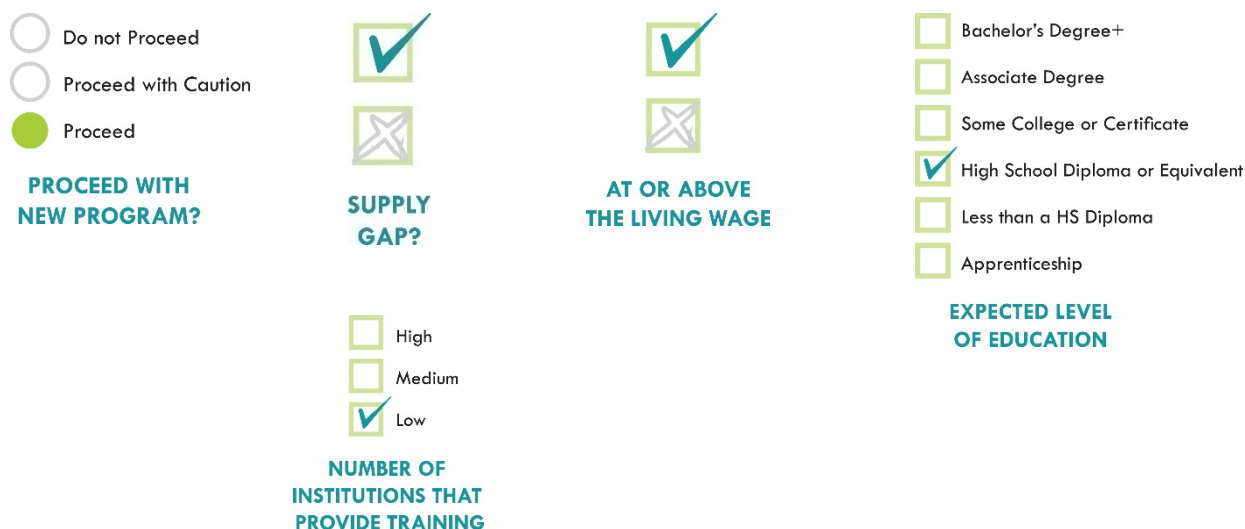 Do not Proceed
Proceed with Caution
Proceed
PROCEED WITH
NEW PROGRAM?
SUPPLY
GAP?
AT OR ABOVE
THE LIVING WAGE
Bachelor's Degree+
Associate Degree
Some College or Certificate
High School Diploma or Equivalent
Less than a HS Diploma
Apprenticeship
EXPECTED LEVEL
OF EDUCATION
High
Medium
Low
NUMBER OF
INSTITUTIONS THAT
PROVIDE TRAINING